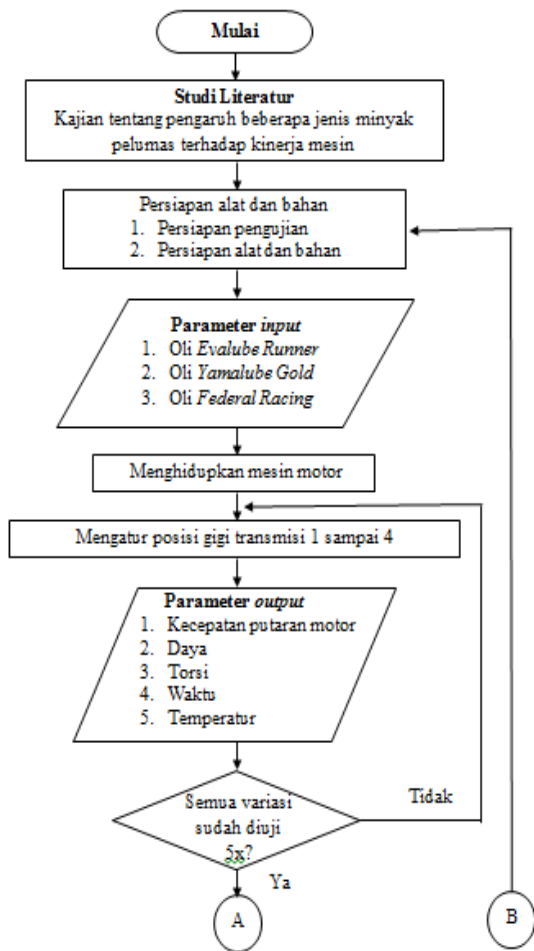 Mulai
Studi Literatur
Kajian tentang pengaruh beberapa jenis minyak
pelumas terhadap kinerja mesin
Persiapan alat dan bahan
1. Persiapan pengujian
2. Persiapan alat dan bahan
Parameter input
1. Oli Evalube Runner
2. Oli Yamalube Gold
3. Oli Federal Racing
Menghidupkan mesin motor
Mengatur posisi gigi transmisi 1 sampai 4
Parameter output
1. Kecepatan putaran motor
2. Daya
3. Torsi
4. Waktu
5. Temperatur
Semua variasi
sudah diuji
5x?
Tidak
Ya
A
B